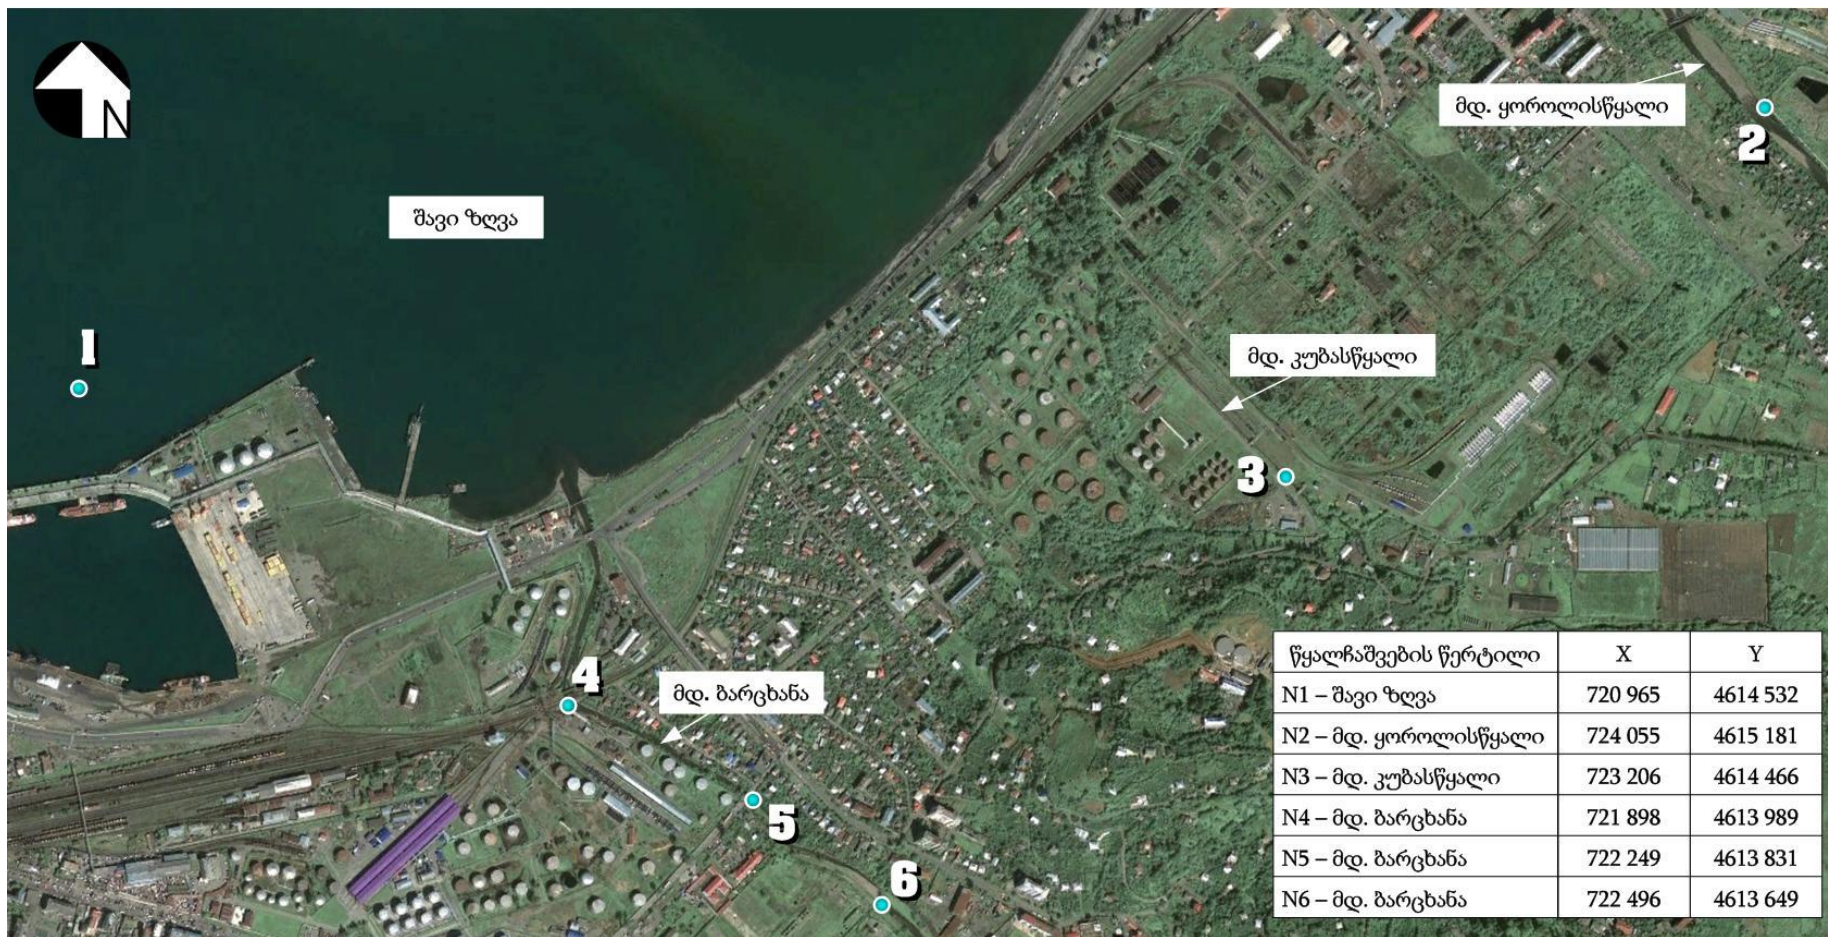 N
მდ. ყოროლისწყალი
2
შავი ზღვა
1
მდ. კუბასწყალი
3
4
მდ. ბარცხანა
5
6
წყალჩაშვების წერტილი X Y
N1 – შავი ზღვა 720 965 4614 532
N2 – მდ. ყოროლისწყალი 724 055 4615 181
N3 – მდ. კუბასწყალი 723 206 4614 466
N4 – მდ. ბარცხანა 721 898 4613 989
N5 – მდ. ბარცხანა 722 249 4613 831
N6 – მდ. ბარცხანა 722 496 4613 649